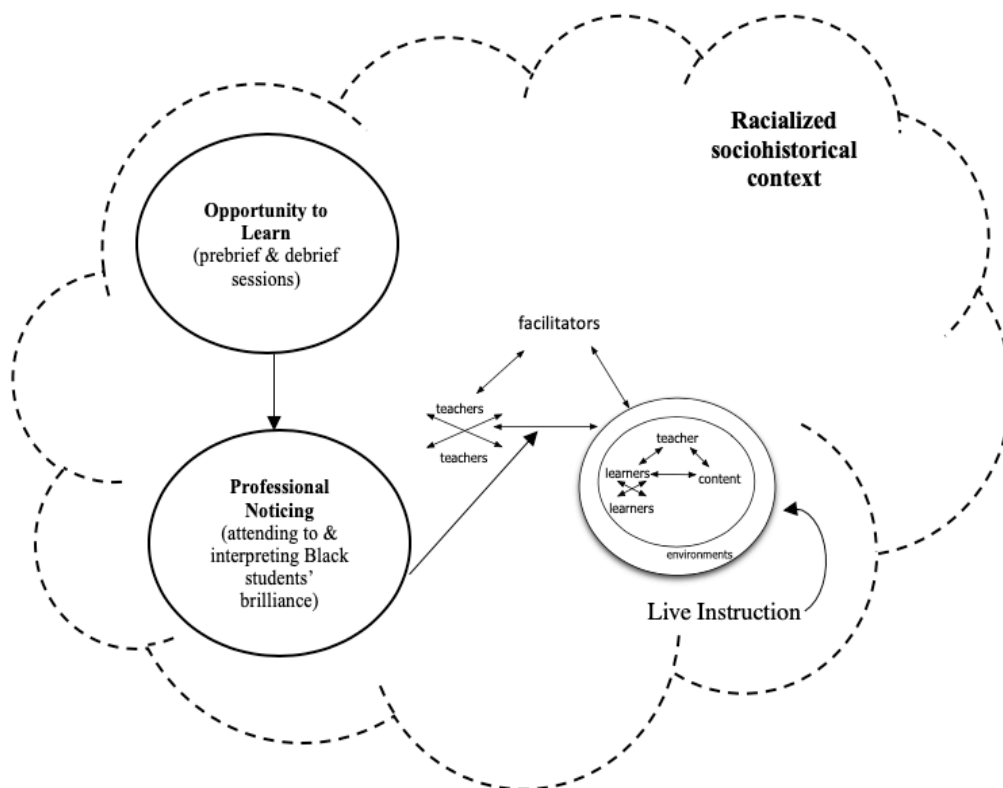 Racialized
sociohistorical
context
Opportunity to
Learn
(prebrief & debrief
sessions)
facilitators
teachers
teachers
teacher
learners
content
learners
environments
Professional
Noticing
(attending to &
interpreting Black
students’
brilliance)
Live Instruction